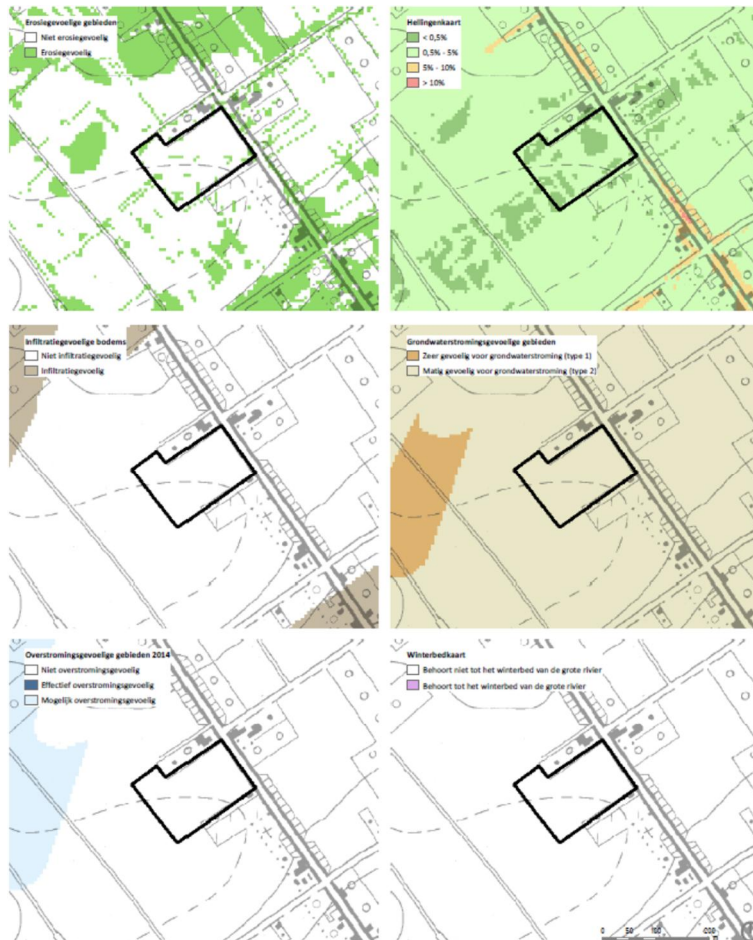 Erosiegevoelige gebieden
Niet erosiegevoelig
Erosiegevoelig
Hellingenkaart
< 0,5%
0,5% - 5%
5% - 10%
> 10%
Infiltratiegevoelige bodems
Niet infiltratiegevoelig
Infiltratiegevoelig
Grondwaterstromingsgevoelige gebieden
Zeer gevoelig voor grondwaterstroming (type 1)
Matig gevoelig voor grondwaterstroming (type 2)
Overstromingsgevoelige gebieden 2014
Niet overstromingsgevoelig
Effectief overstromingsgevoelig
Mogelijk overstromingsgevoelig
Winterbedkaart
Behoort niet tot het winterbed van de grote rivier
Behoort tot het winterbed van de grote rivier
0 50 100 200